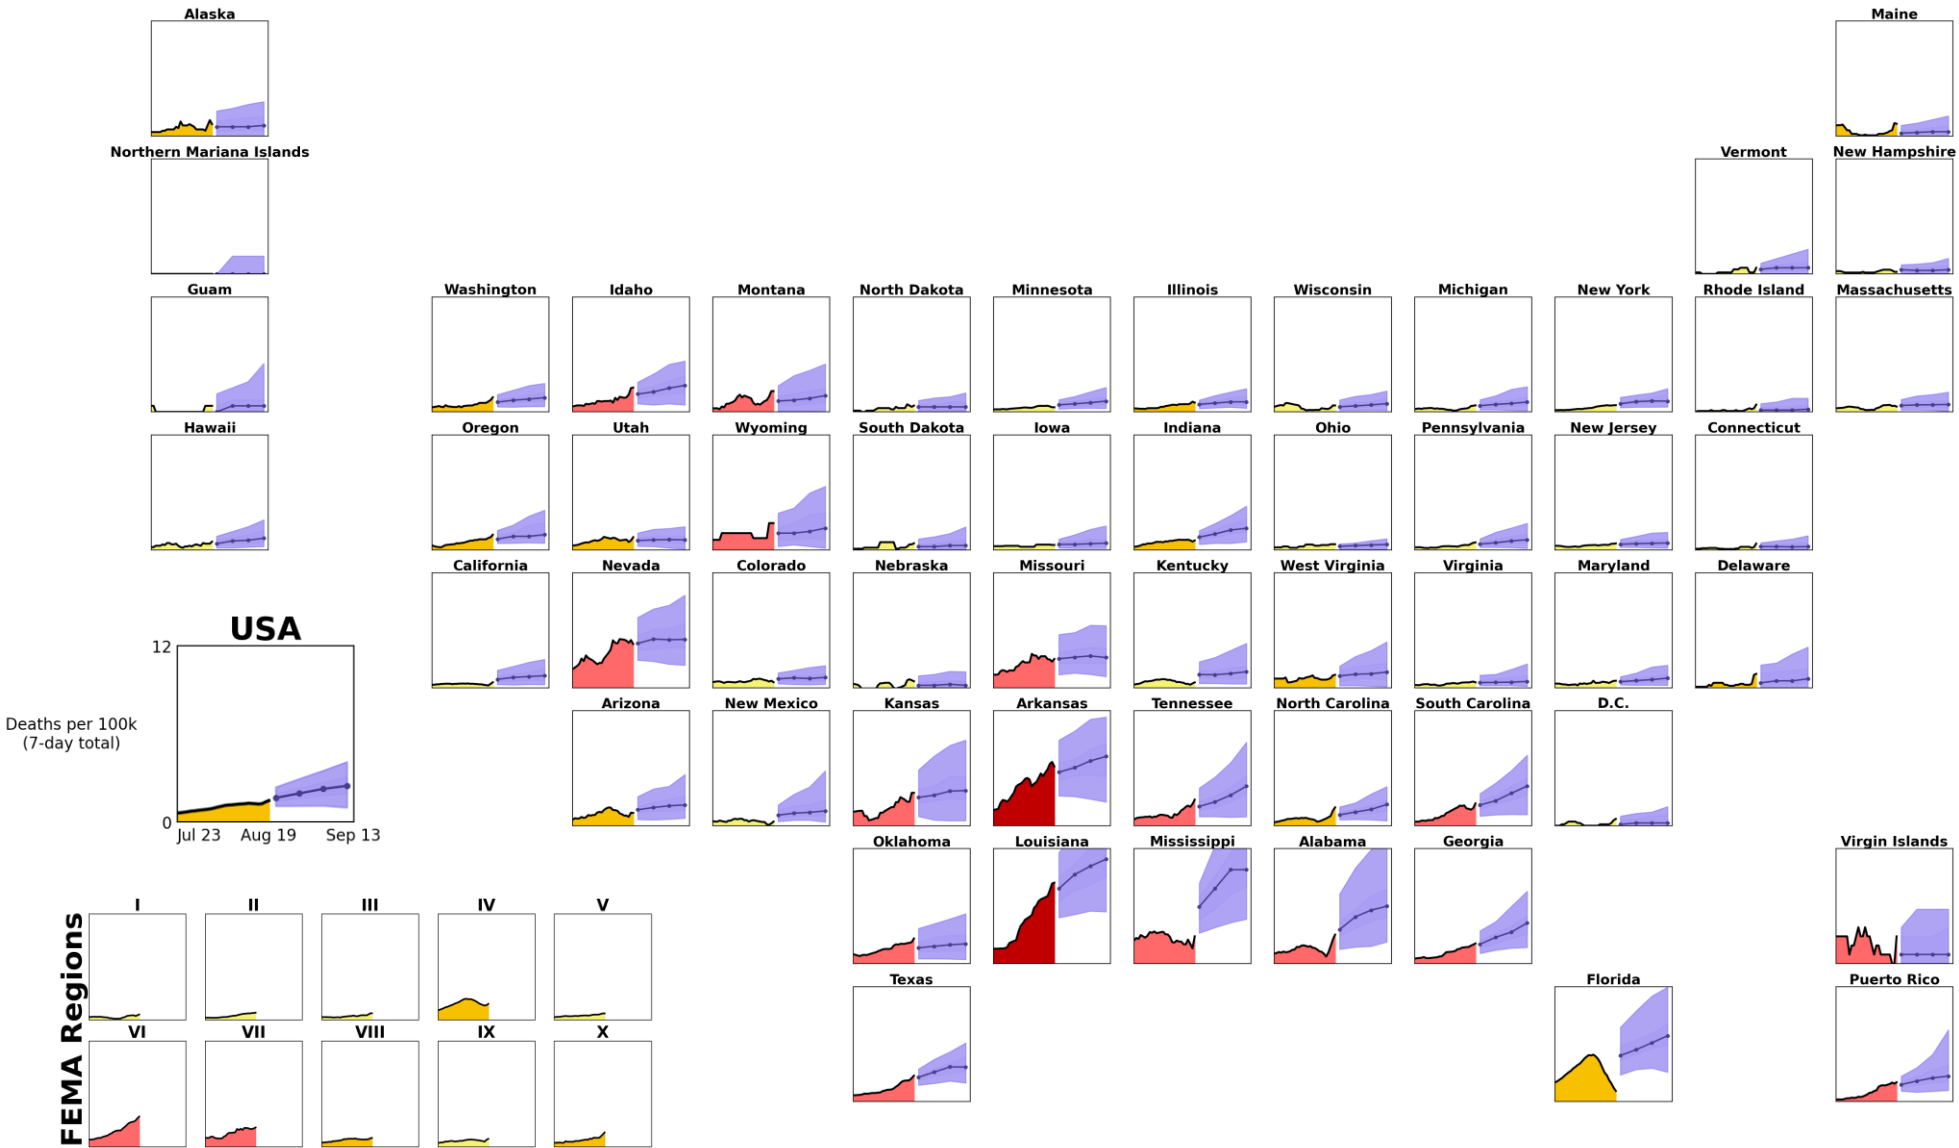 Alaska
Maine
Northern Mariana Islands
Vermont
New Hampshire
Guam
Washington
Idaho
Montana
North Dakota
Minnesota
Illinois
Wisconsin
Michigan
New York
Rhode Island
Massachusetts
Hawaii
Oregon
Utah
Wyoming
South Dakota
Iowa
Indiana
Ohio
Pennsylvania
New Jersey
Connecticut
California
Nevada
Colorado
Nebraska
Missouri
Kentucky
West Virginia
Virginia
Maryland
Delaware
USA
12
Deaths per 100k
(7-day total)
0
Jul 23
Aug 19
Sep 13
Arizona
New Mexico
Kansas
Arkansas
Tennessee
North Carolina
South Carolina
D.C.
Oklahoma
Louisiana
Mississippi
Alabama
Georgia
Virgin Islands
Texas
Florida
Puerto Rico
FEMA Regions
I
II
III
IV
V
VI
VII
VIII
IX
X